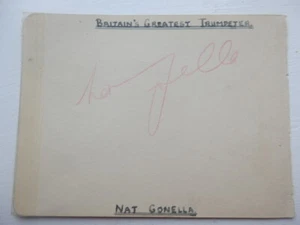 BRITAIN'S GREATEST TRUMPETER
NAT GONELLA